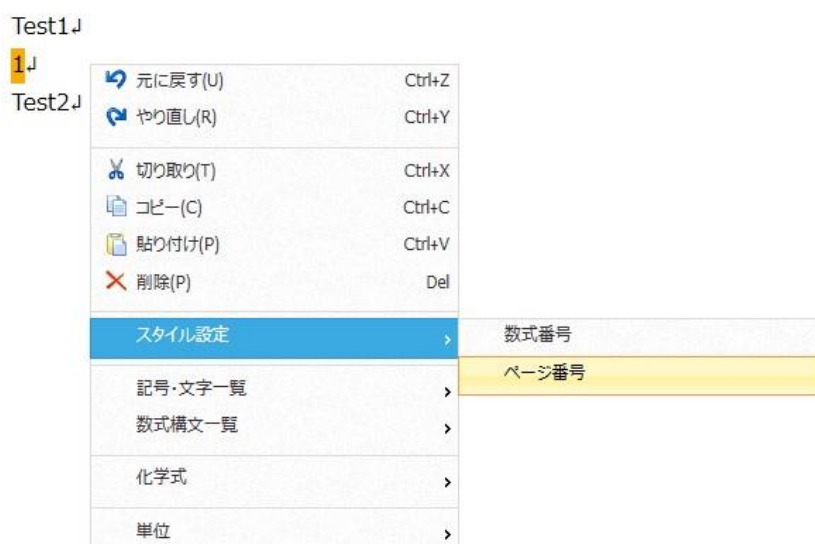 Test1↲
1↲
Test2↲
元に戻す(U) Ctrl+Z
やり直し(R) Ctrl+Y
切り取り(T) Ctrl+X
コピー(C) Ctrl+C
貼り付け(P) Ctrl+V
削除(P) Del
スタイル設定 ›
数式番号
ページ番号
記号・文字一覧 ›
数式構文一覧 ›
化学式 ›
単位 ›